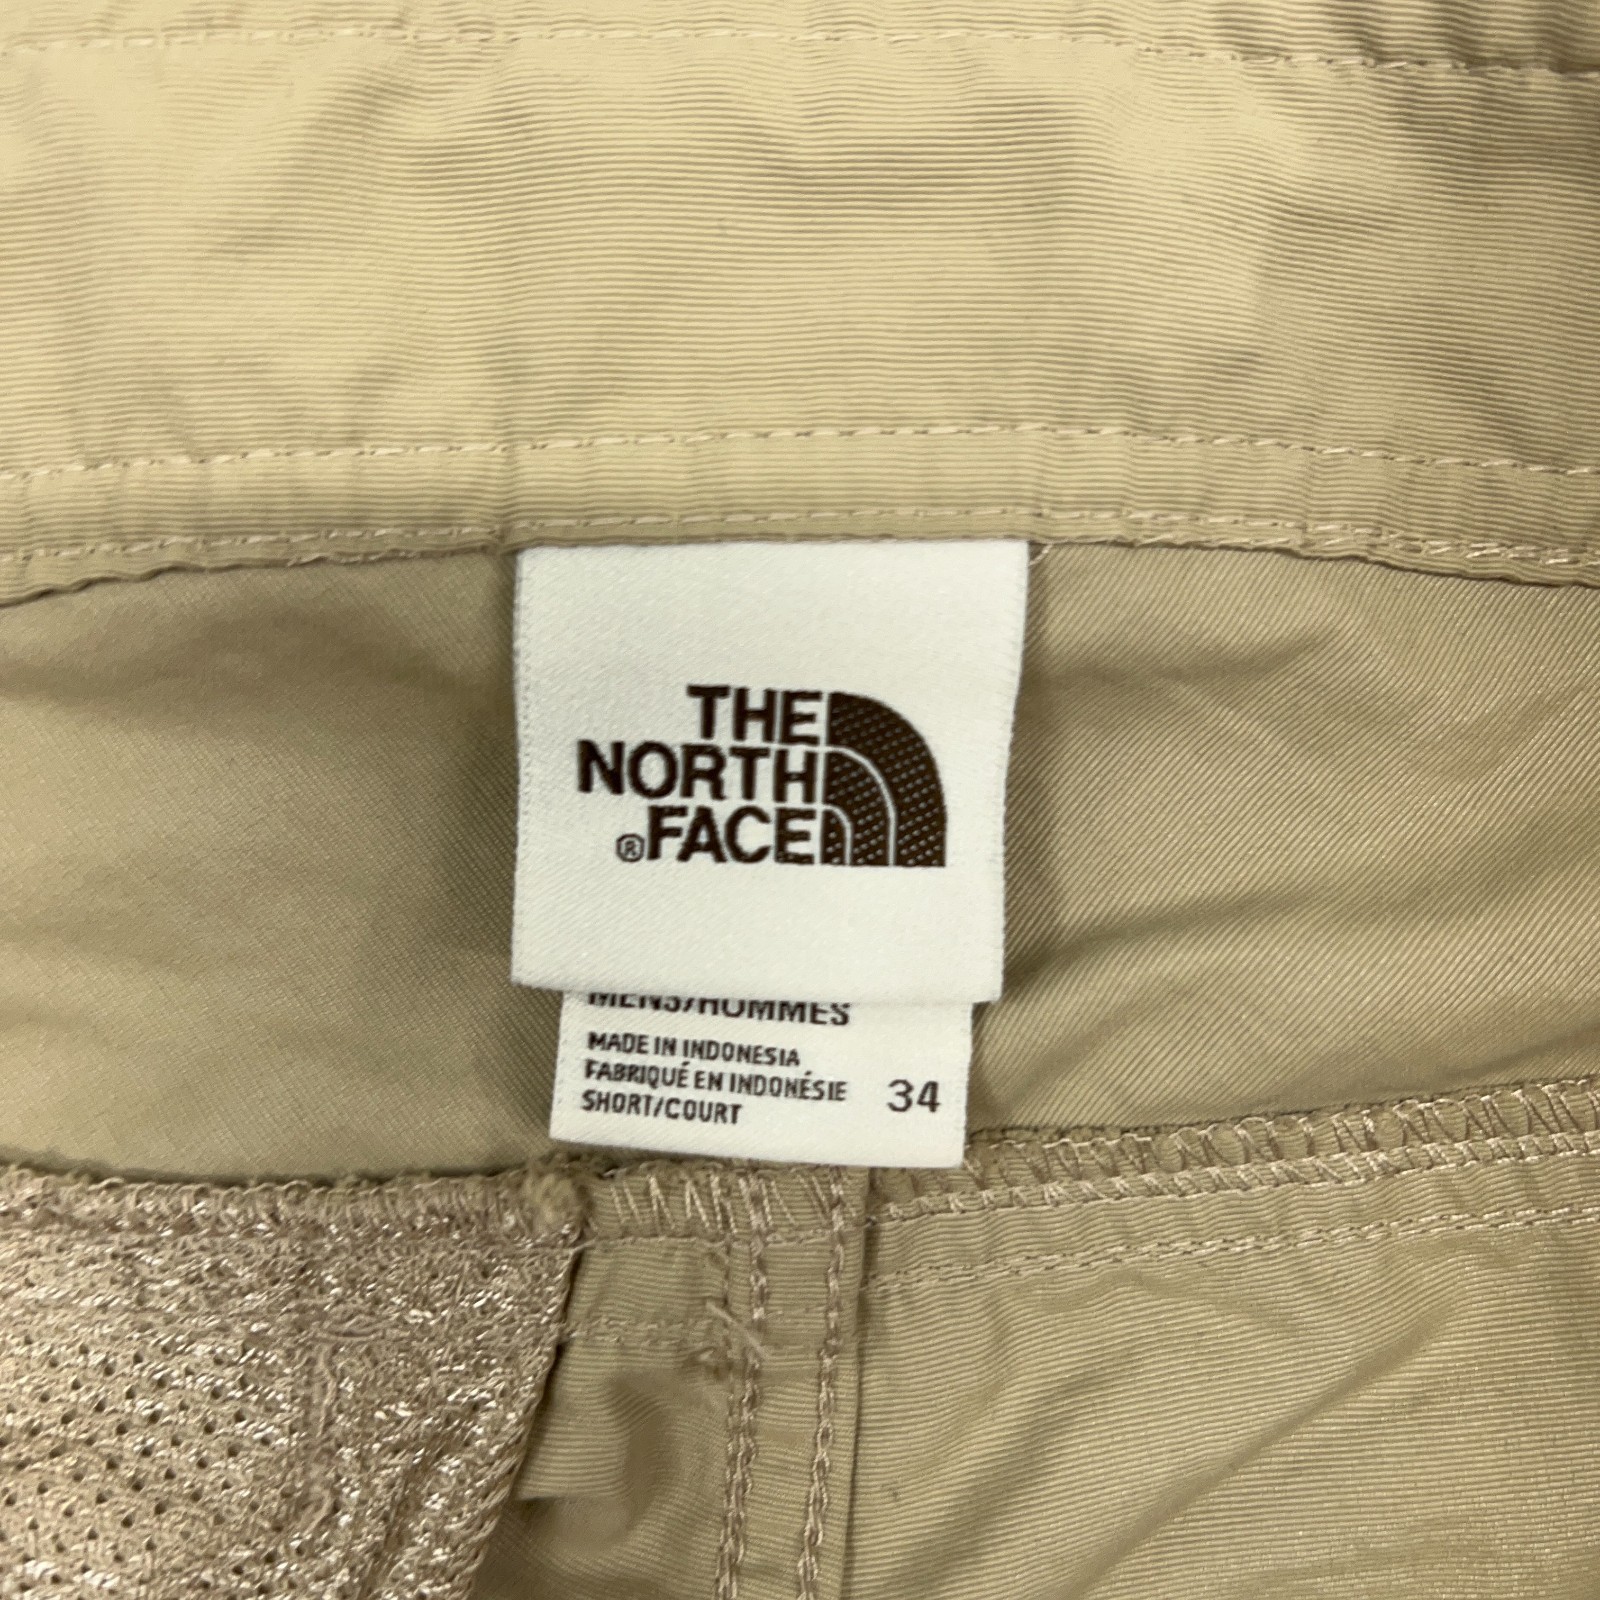 THE
NORTH
®FACE
MENS/HOMMES
MADE IN INDONESIA
FABRIQUÉ EN INDONÉSIE 34
SHORT/COURT